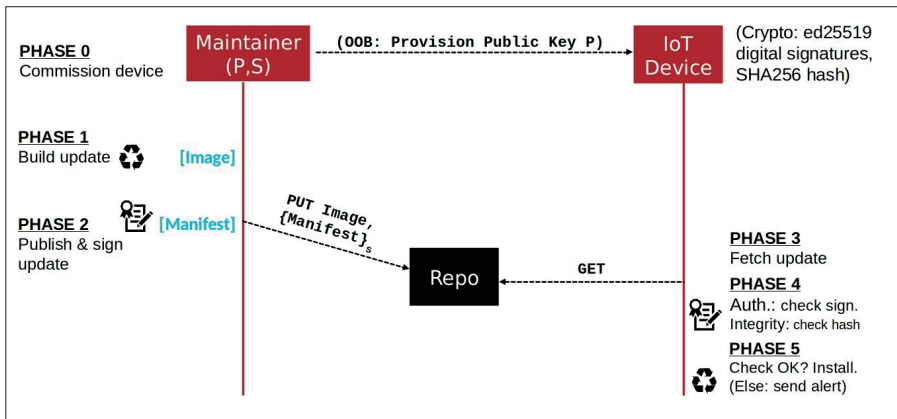 PHASE 0
Commission device
Maintainer
(P,S)
(OOB: Provision Public Key P)
IoT
Device
(Crypto: ed25519
digital signatures,
SHA256 hash)
PHASE 1
Build update
[Image]
PHASE 2
Publish & sign
update
[Manifest]
PUT Image,
{Manifest}s
Repo
GET
PHASE 3
Fetch update
PHASE 4
Auth.: check sign.
Integrity: check hash
PHASE 5
Check OK? Install.
(Else: send alert)